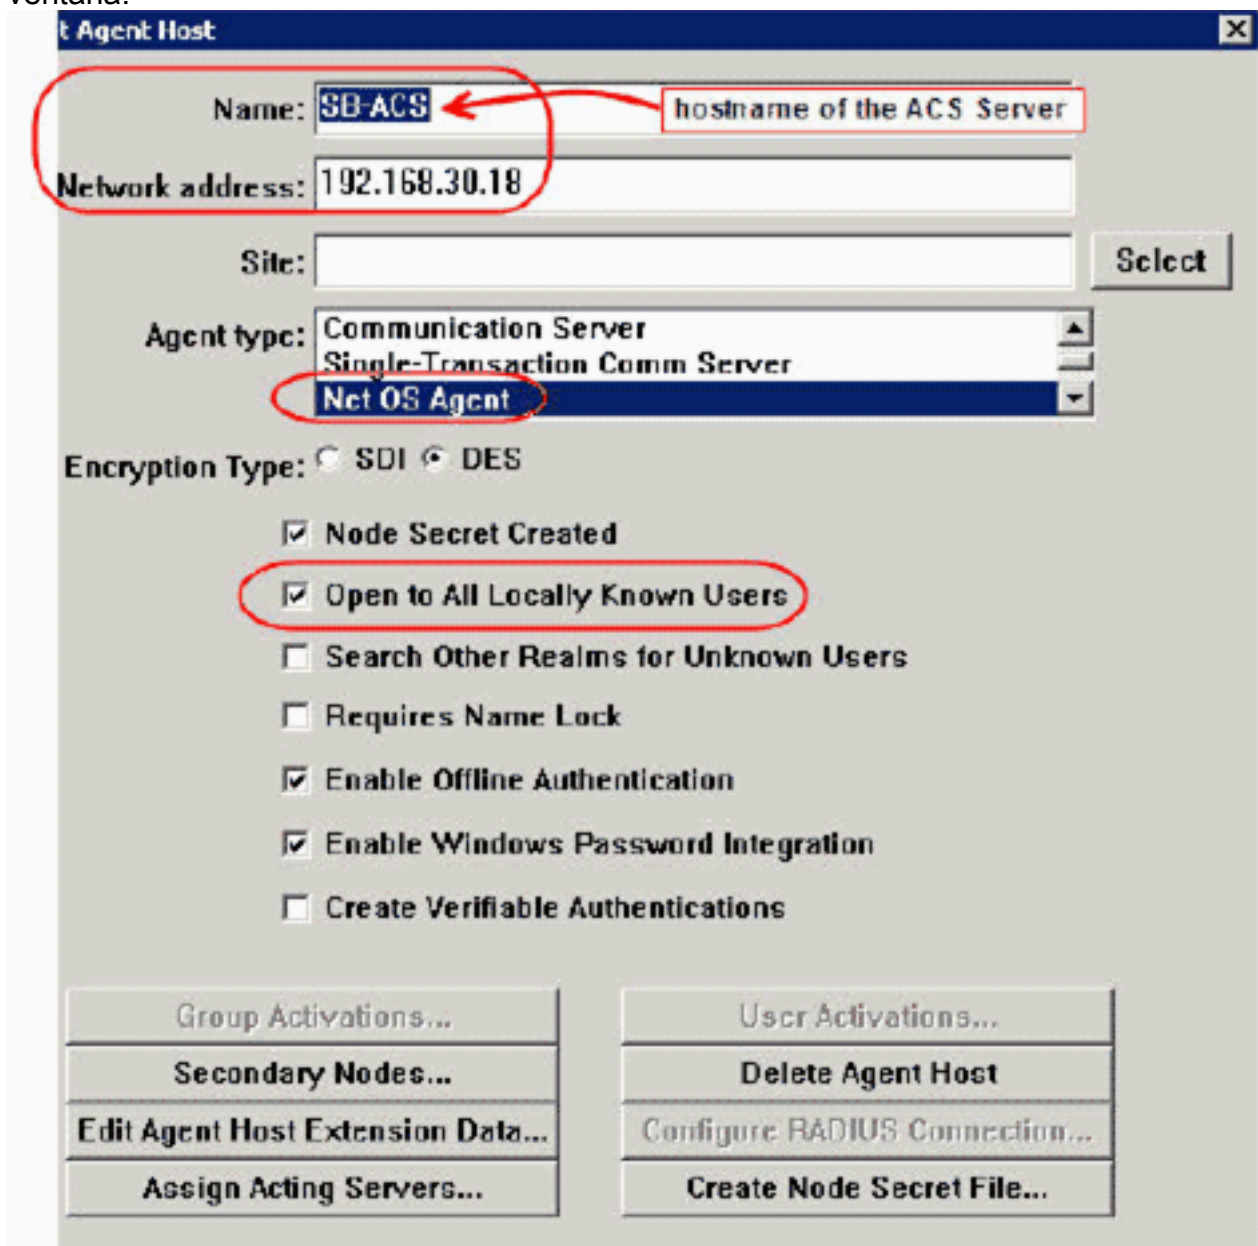 ventana:
t Agent Host
Name: SB-ACS hostname of the ACS Server
Network address: 192.168.30.18
Site: Select
Agent type: Communication Server
Single-Transaction Comm Server
Net OS Agent
Encryption Type: SDI DES
Node Secret Created
Open to All Locally Known Users
Search Other Realms for Unknown Users
Requires Name Lock
Enable Offline Authentication
Enable Windows Password Integration
Create Verifiable Authentications
Group Activations... User Activations...
Secondary Nodes... Delete Agent Host
Edit Agent Host Extension Data... Configure RADIUS Connection...
Assign Acting Servers... Create Node Secret File...